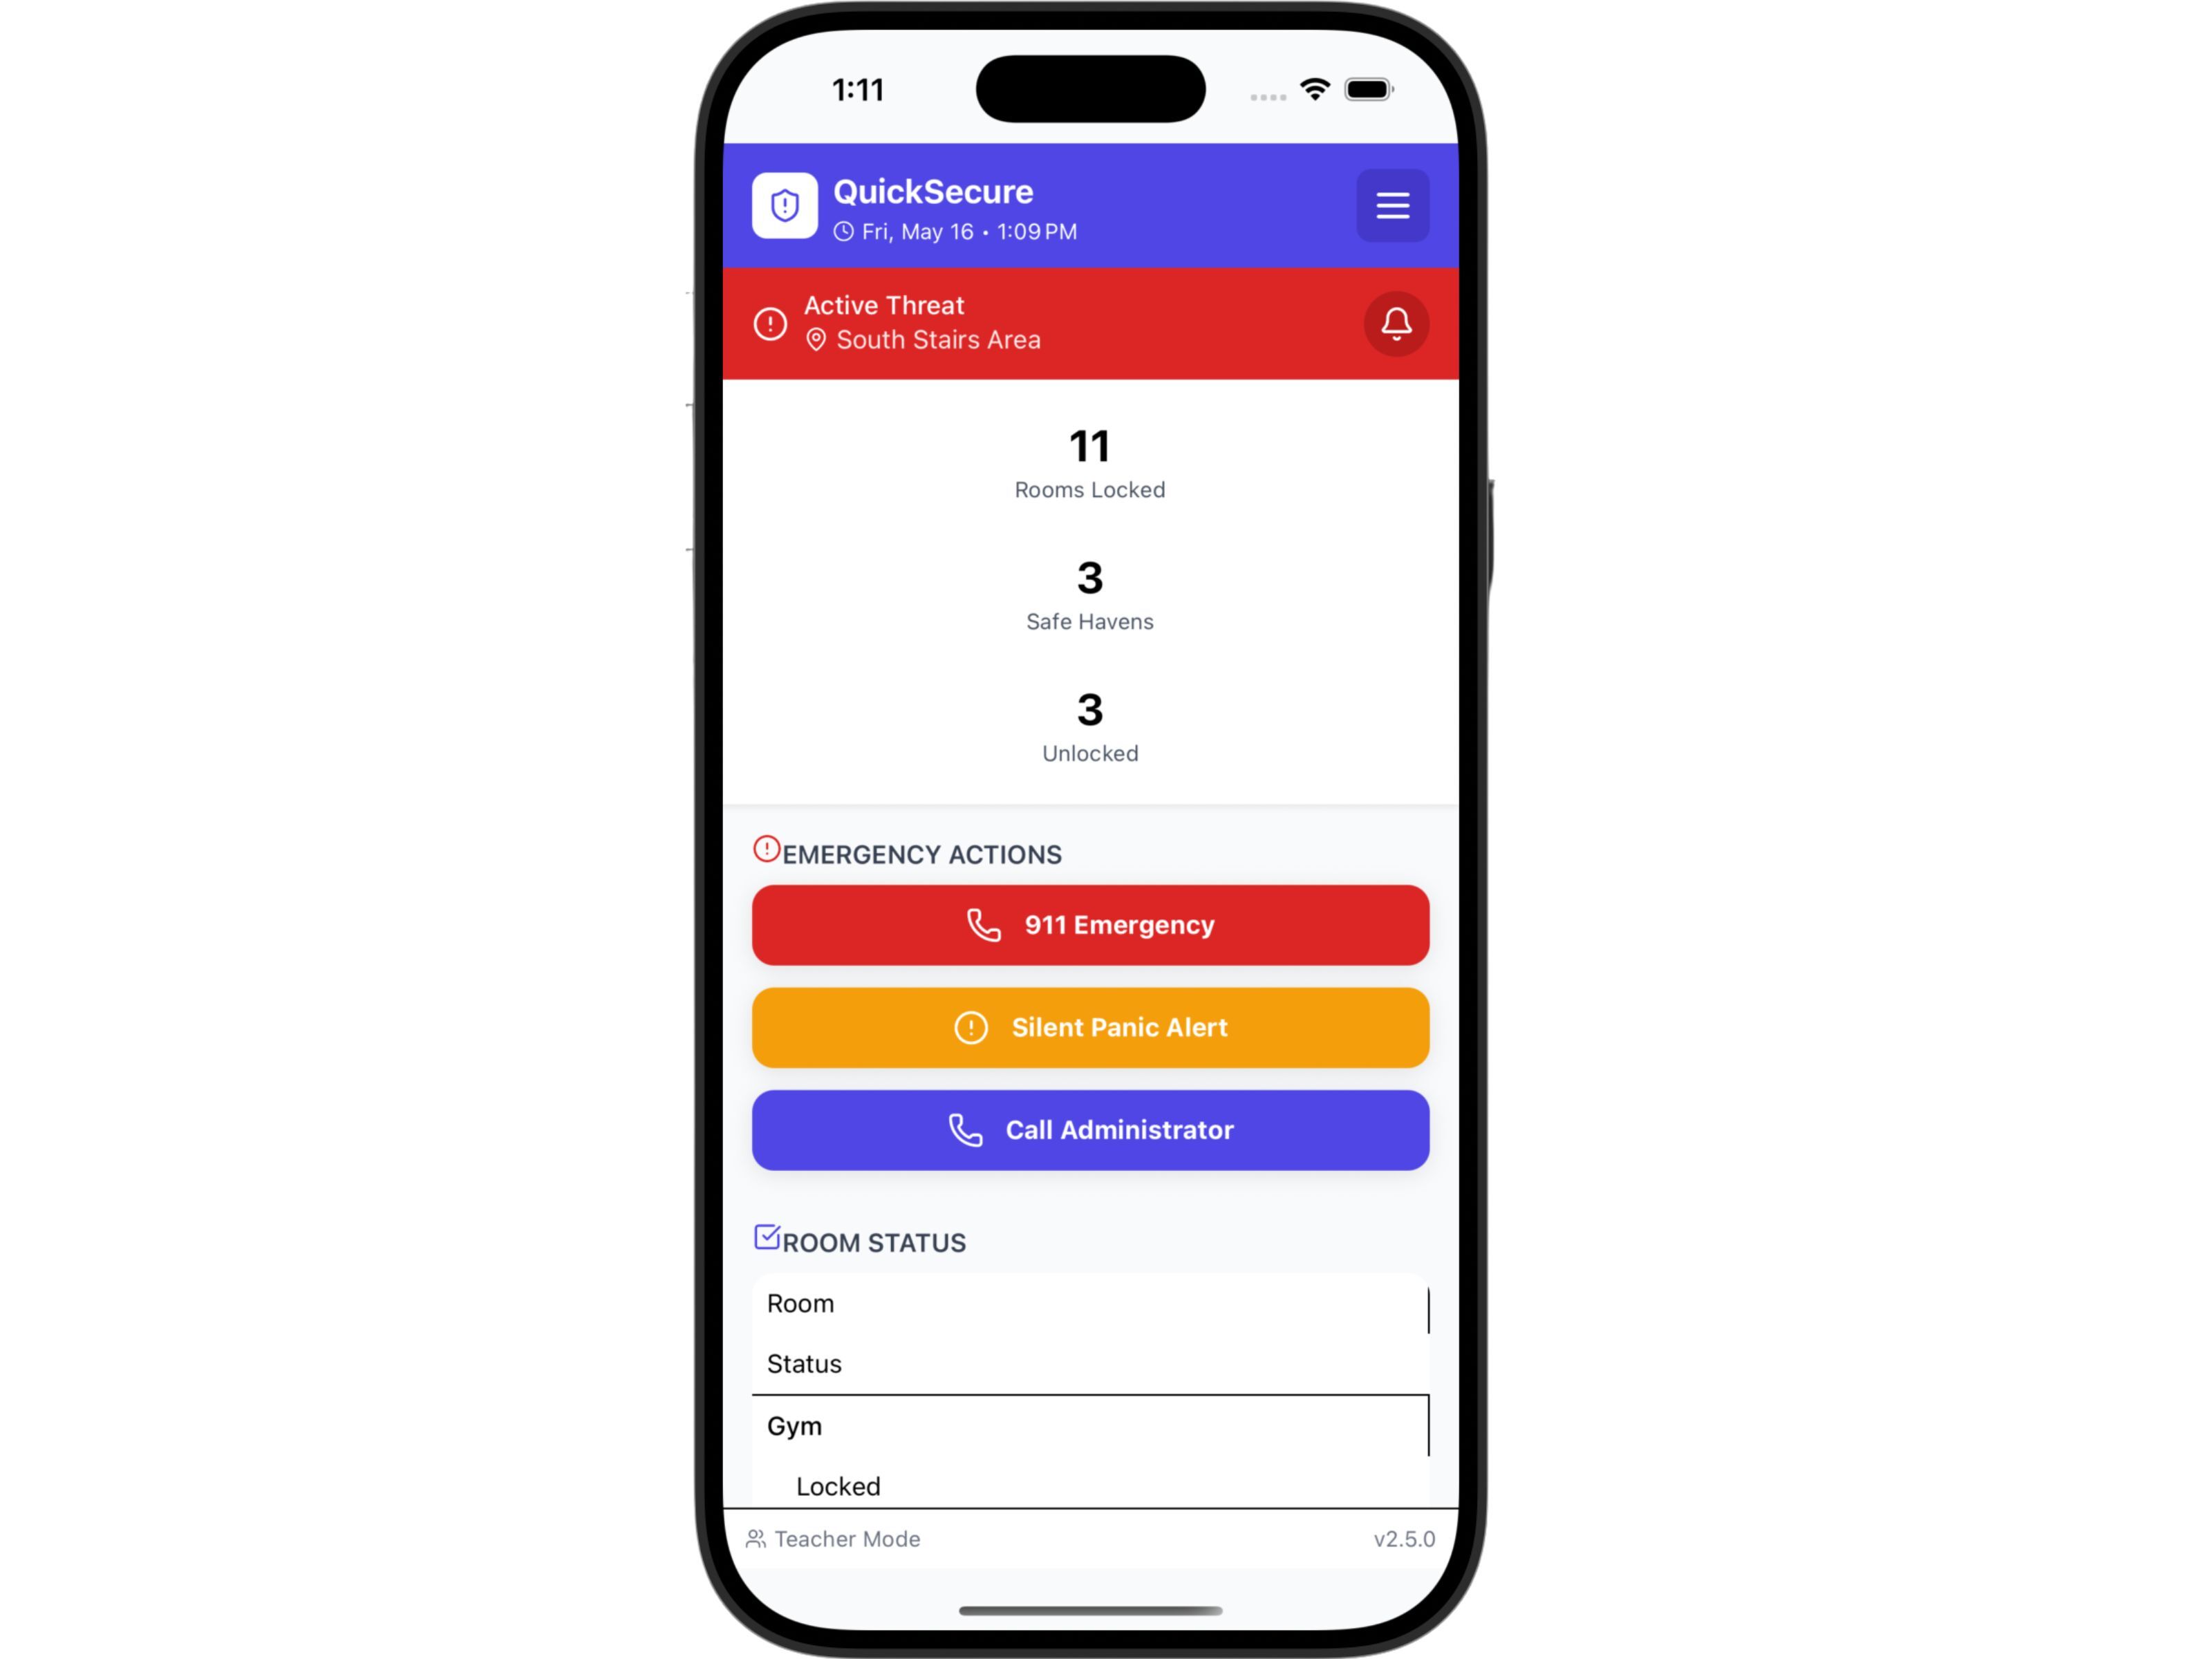 1:11
QuickSecure
Fri, May 16 • 1:09 PM
Active Threat
South Stairs Area
11
Rooms Locked
3
Safe Havens
3
Unlocked
EMERGENCY ACTIONS
911 Emergency
Silent Panic Alert
Call Administrator
ROOM STATUS
Room
Status
Gym
Locked
Teacher Mode v2.5.0